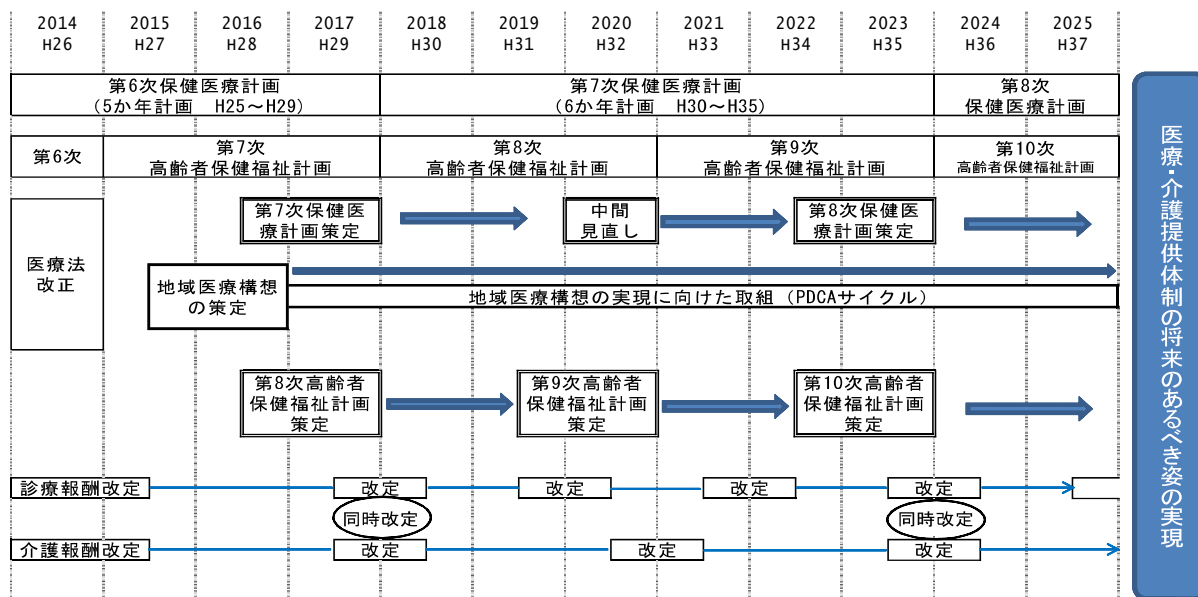 2014 2015 2016 2017 2018 2019 2020 2021 2022 2023 2024 2025
H26 H27 H28 H29 H30 H31 H32 H33 H34 H35 H36 H37
第6次保健医療計画
(5か年計画 H25~H29)
第7次保健医療計画
(6か年計画 H30~H35)
第8次
保健医療計画
第6次
第7次
高齢者保健福祉計画
第8次
高齢者保健福祉計画
第9次
高齢者保健福祉計画
第10次
高齢者保健福祉計画
医療法
改正
第7次保健医
療計画策定
中間
見直し
第8次保健医
療計画策定
地域医療構想
の策定
地域医療構想の実現に向けた取組(PDCAサイクル)
第8次高齢者
保健福祉計画
策定
第9次高齢者
保健福祉計画
策定
第10次高齢者
保健福祉計画
策定
診療報酬改定
改定
改定
改定
改定
同時改定
同時改定
介護報酬改定
改定
改定
改定
医療・介護提供体制の将来のあるべき姿の実現